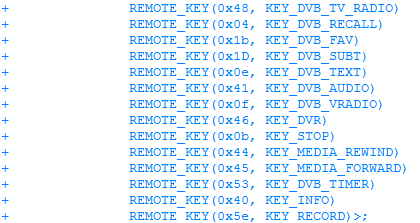 + REMOTE_KEY(0x48, KEY_DVB_TV_RADIO)
+ REMOTE_KEY(0x04, KEY_DVB_RECALL)
+ REMOTE_KEY(0x1b, KEY_DVB_FAV)
+ REMOTE_KEY(0x1D, KEY_DVB_SUBT)
+ REMOTE_KEY(0x0e, KEY_DVB_TEXT)
+ REMOTE_KEY(0x41, KEY_DVB_AUDIO)
+ REMOTE_KEY(0x0f, KEY_DVB_VRADIO)
+ REMOTE_KEY(0x46, KEY_DVR)
+ REMOTE_KEY(0x0b, KEY_STOP)
+ REMOTE_KEY(0x44, KEY_MEDIA_REWIND)
+ REMOTE_KEY(0x45, KEY_MEDIA_FORWARD)
+ REMOTE_KEY(0x53, KEY_DVB_TIMER)
+ REMOTE_KEY(0x40, KEY_INFO)
+ REMOTE_KEY(0x5e, KEY_RECORD)>;